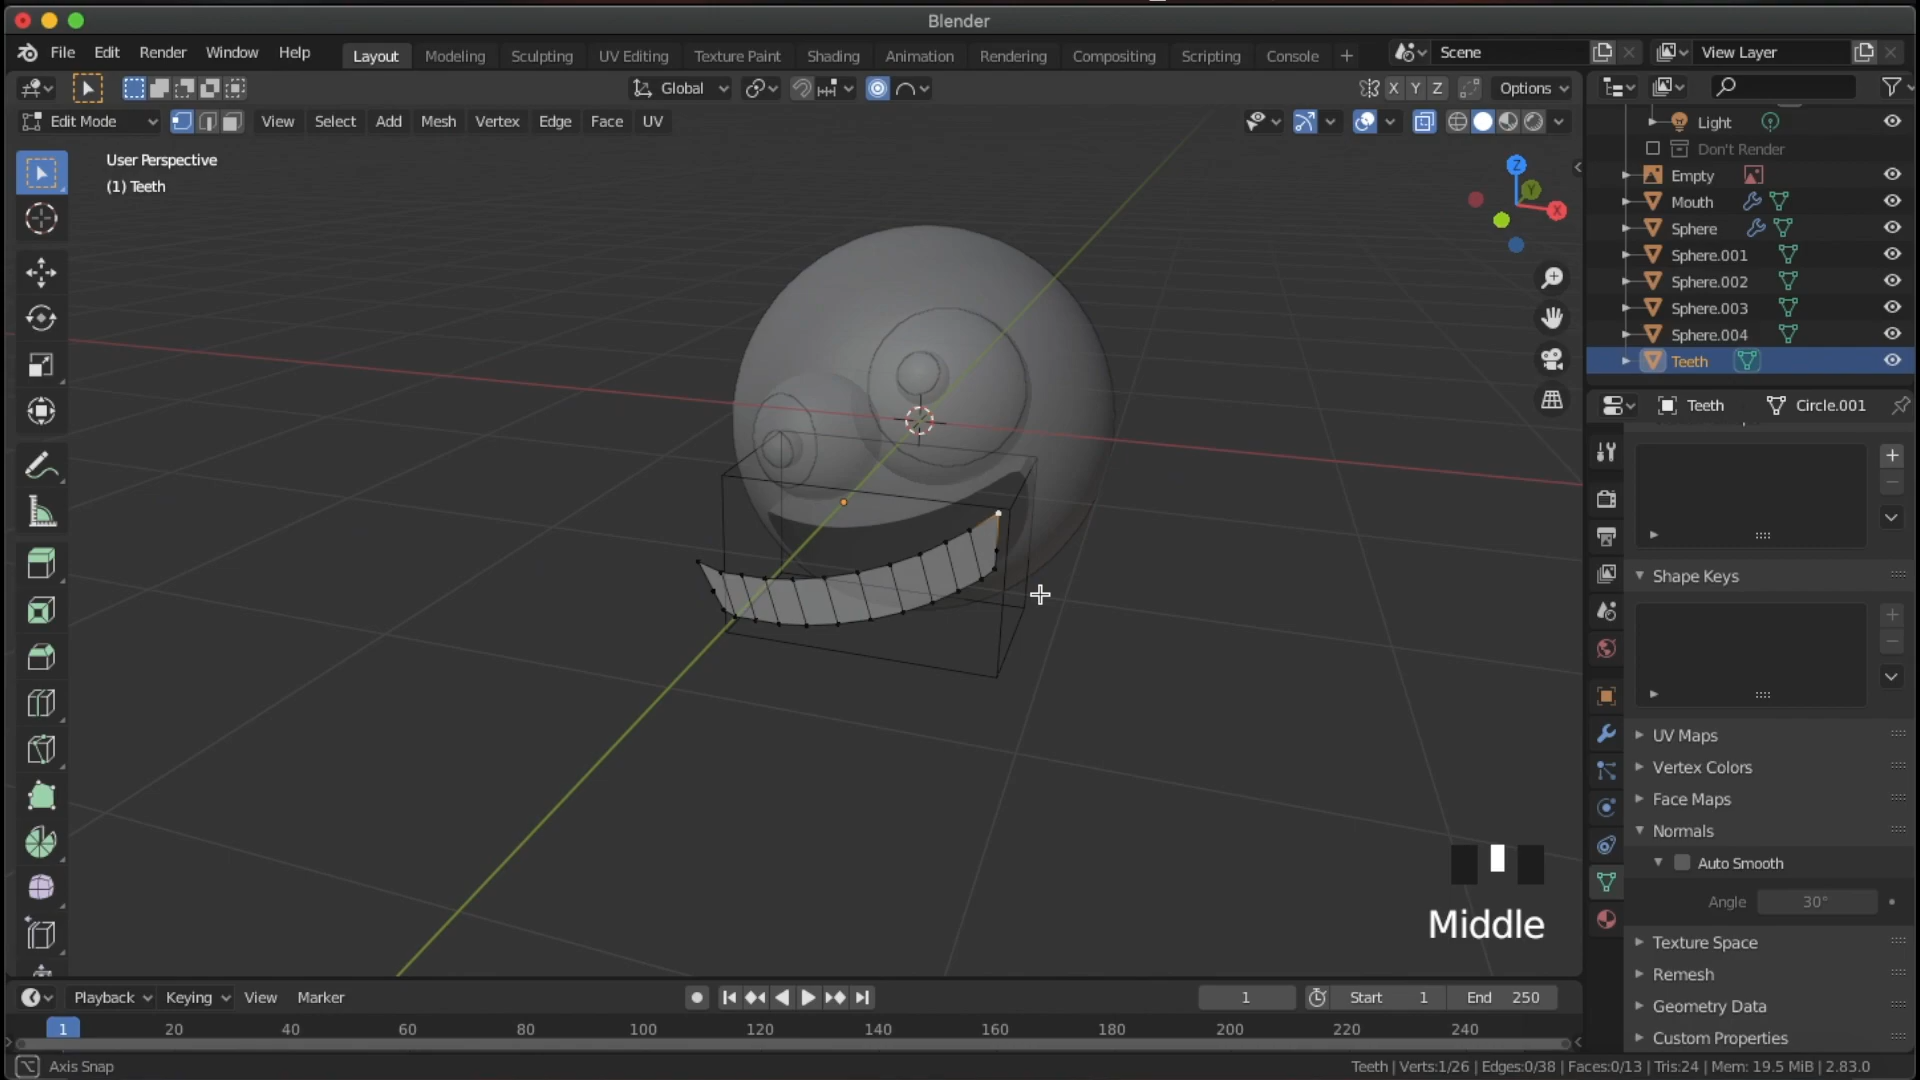 Blender
File Edit Render Window Help Layout Modeling Sculpting UV Editing Texture Paint Shading Animation Rendering Compositing Scripting Console + Scene View Layer
Global X Y Z Options
Edit Mode View Select Add Mesh Vertex Edge Face UV
User Perspective
(1) Teeth
Z
Y
X
Light
Don't Render
Empty
Mouth
Sphere
Sphere.001
Sphere.002
Sphere.003
Sphere.004
Teeth
Teeth Circle.001
Shape Keys
UV Maps
Vertex Colors
Face Maps
Normals
Auto Smooth
Angle 30°
Texture Space
Remesh
Geometry Data
Custom Properties
Middle
Playback Keying View Marker 1 Start 1 End 250
1 20 40 60 80 100 120 140 160 180 200 220 240
Axis Snap Teeth | Verts:1/26 | Edges:0/38 | Faces:0/13 | Tris:24 | Mem: 19.5 MiB | 2.83.0